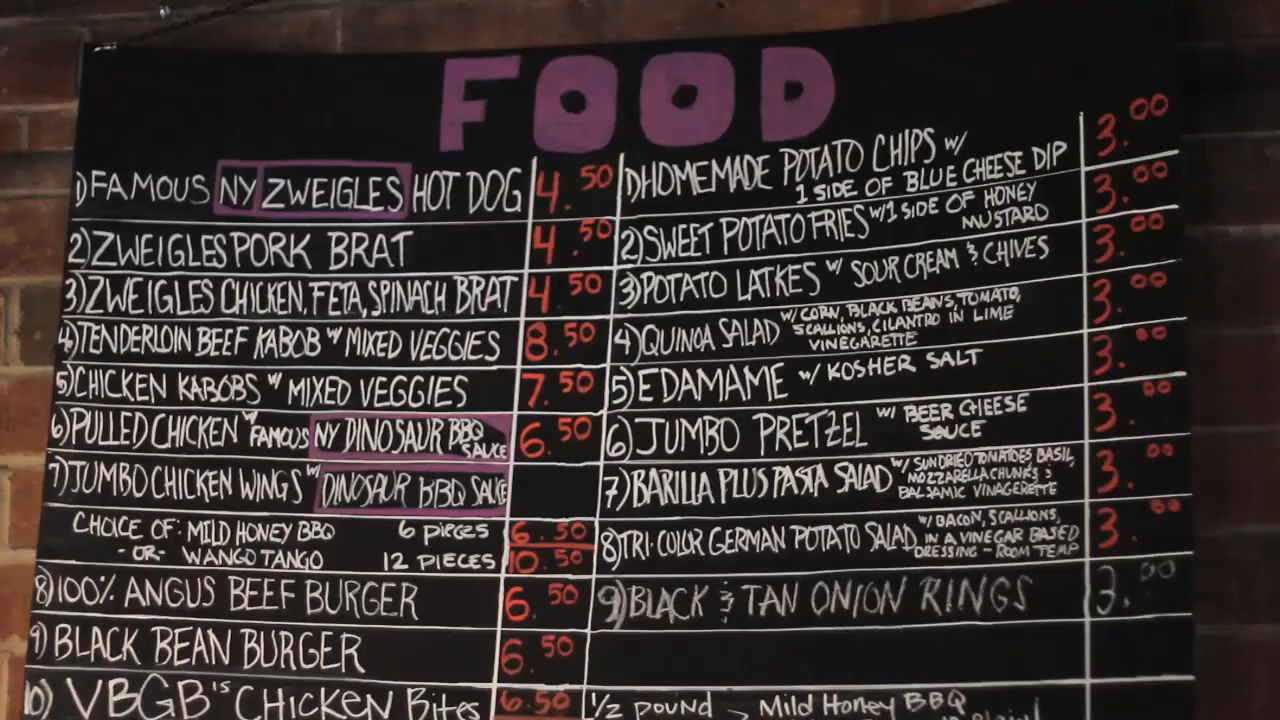 FOOD
1) FAMOUS NY ZWEIGLES HOT DOG 4.50
2) ZWEIGLES PORK BRAT 4.50
3) ZWEIGLES CHICKEN, FETA, SPINACH BRAT 4.50
4) TENDERLOIN BEEF KABOB W/ MIXED VEGGIES 8.50
5) CHICKEN KABOBS W/ MIXED VEGGIES 7.50
6) PULLED CHICKEN W/ FAMOUS NY DINOSAUR BBQ SAUCE 6.50
7) JUMBO CHICKEN WINGS W/ DINOSAUR BBQ SAUCE
CHOICE OF: MILD HONEY BBQ 6 PIECES 6.50
-OR- WANGO TANGO 12 PIECES 10.50
8) 100% ANGUS BEEF BURGER 6.50
9) BLACK BEAN BURGER 6.50
10) VBGB'S CHICKEN Bites 6.50
1) HOMEMADE POTATO CHIPS W/ 3.00
1 SIDE OF BLUE CHEESE DIP
2) SWEET POTATO FRIES W/ 1 SIDE OF HONEY 3.00
MUSTARD
3) POTATO LATKES W/ SOUR CREAM & CHIVES 3.00
4) QUINOA SALAD W/ CORN, BLACK BEANS, TOMATO, 3.00
SCALLIONS, CILANTRO IN LIME
VINEGARETTE
5) EDAMAME W/ KOSHER SALT 3.00
6) JUMBO PRETZEL W/ BEER CHEESE 3.00
SAUCE
7) BARILLA PLUS PASTA SALAD W/ SUNDRIED TOMATOES BASIL, 3.00
MOZZARELLA CHUNKS &
BALSAMIC VINAGERETTE
8) TRI-COLOR GERMAN POTATO SALAD W/ BACON, SCALLIONS, 3.00
IN A VINEGAR BASED
DRESSING - ROOM TEMP
9) BLACK & TAN ONION RINGS 3.00
1/2 POUND > Mild Honey BBQ